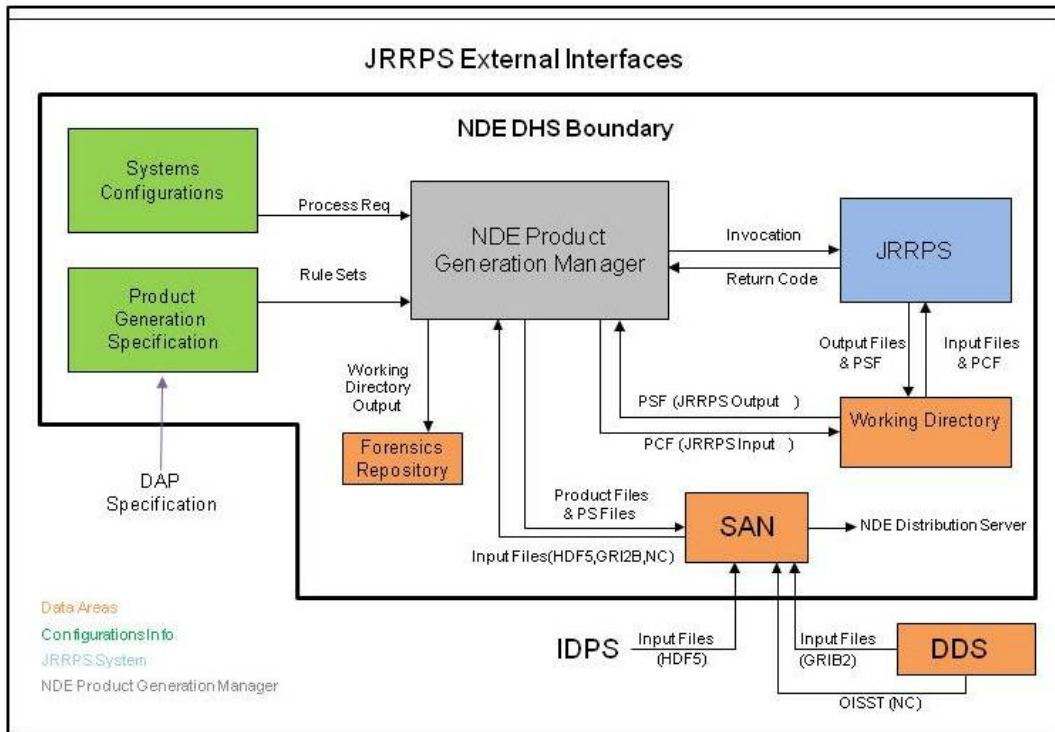 JRRPS External Interfaces
NDE DHS Boundary
Systems
Configurations
Process Req
NDE Product
Generation Manager
Invocation
Return Code
JRRPS
Product
Generation
Specification
Rule Sets
Output Files
& PSF
Input Files
& PCF
Working
Directory
Output
PSF (JRRPS Output )
PCF (JRRPS Input )
Working Directory
Forensics
Repository
DAP
Specification
Product Files
& PS Files
SAN
NDE Distribution Server
Input Files(HDF5,GRI2B,NC)
Data Areas
Configurations Info
JRRPS System
NDE Product Generation Manager
IDPS
Input Files
(HDF5)
Input Files
(GRIB2)
DDS
OISST (NC)